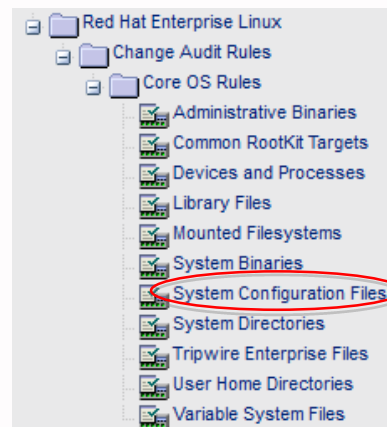 Red Hat Enterprise Linux
Change Audit Rules
Core OS Rules
Administrative Binaries
Common RootKit Targets
Devices and Processes
Library Files
Mounted Filesystems
System Binaries
System Configuration Files
System Directories
Tripwire Enterprise Files
User Home Directories
Variable System Files